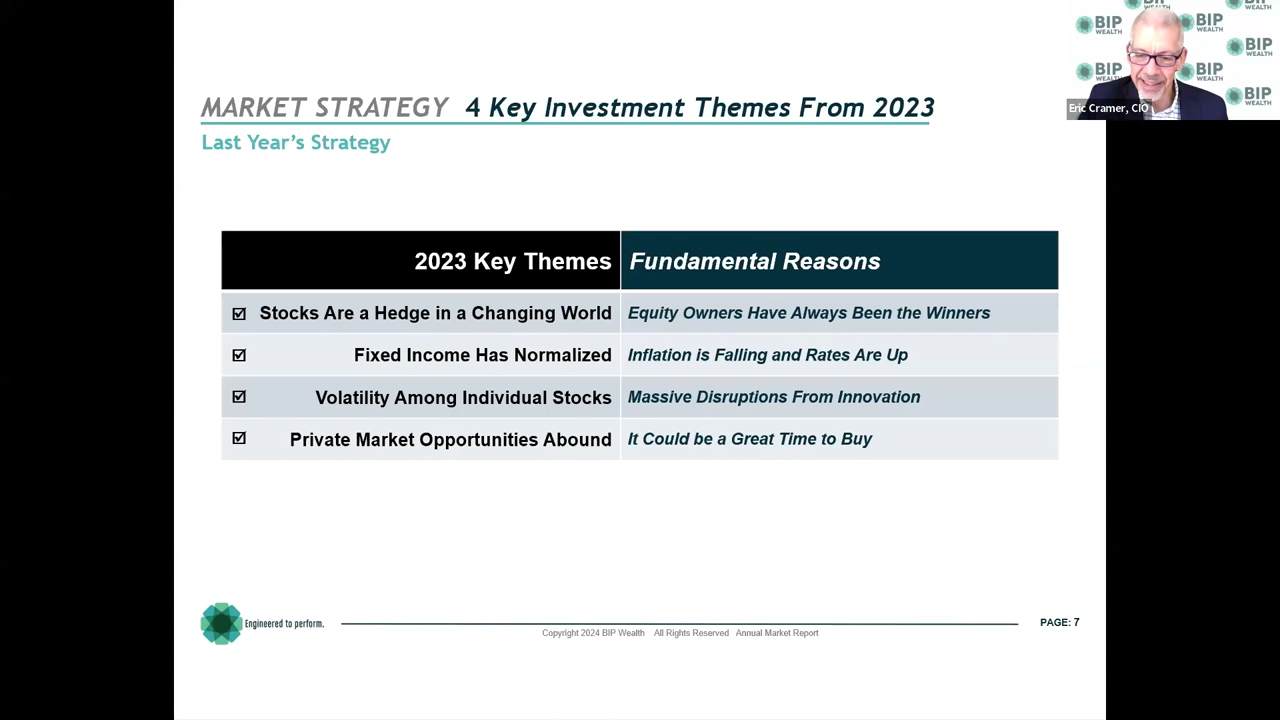 MARKET STRATEGY 4 Key Investment Themes From 2023
Last Year's Strategy
BIP
WEALTH
BIP
WEALTH
BIP
WEALTH
BIP
WEALTH
BIP
WEALTH
BIP
Eric Cramer, CIO
2023 Key Themes Fundamental Reasons
Stocks Are a Hedge in a Changing World Equity Owners Have Always Been the Winners
Fixed Income Has Normalized Inflation is Falling and Rates Are Up
Volatility Among Individual Stocks Massive Disruptions From Innovation
Private Market Opportunities Abound It Could be a Great Time to Buy
Engineered to perform.
Copyright 2024 BIP Wealth All Rights Reserved Annual Market Report
PAGE: 7